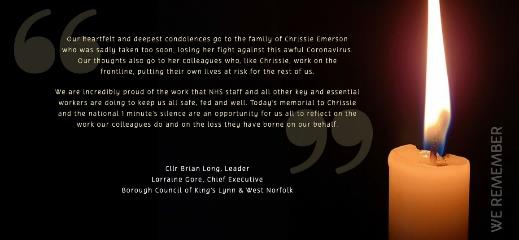 Our heartfelt and deepest condolences go to the family of Chrissie Emerson
who was sadly taken too soon, losing her fight against this awful Coronavirus.
Our thoughts also go to her colleagues who, like Chrissie, work on the
frontline, putting their own lives at risk for the rest of us.
We are incredibly proud of the work that NHS staff and all other key and essential
workers are doing to keep us all safe, fed and well. Today's memorial to Chrissie
and the national 1 minute's silence are an opportunity for us all to reflect on the
work our colleagues do and on the loss they have borne on our behalf.
Cllr Brian Long, Leader
Lorraine Gore, Chief Executive
Borough Council of King's Lynn & West Norfolk
WE REMEMBER